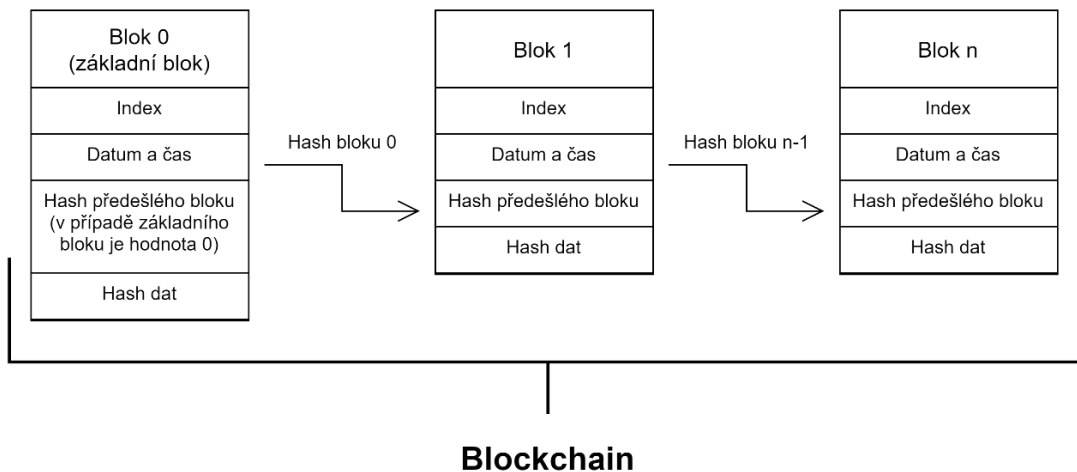 Blok 0
(základní blok)
Index
Datum a čas
Hash předešlého bloku
(v případě základního
bloku je hodnota 0)
Hash dat
Hash bloku 0
Blok 1
Index
Datum a čas
Hash předešlého bloku
Hash dat
Hash bloku n-1
Blok n
Index
Datum a čas
Hash předešlého bloku
Hash dat
Blockchain